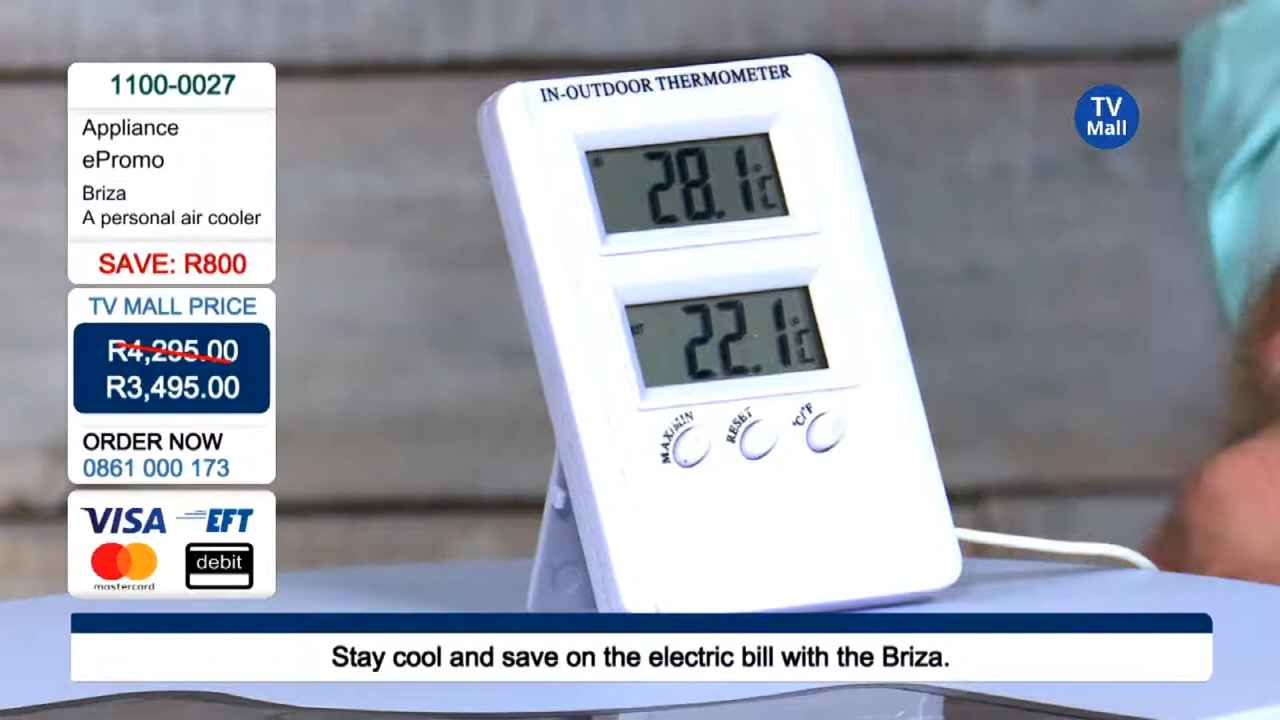 1100-0027
Appliance
ePromo
Briza
A personal air cooler
SAVE: R800
TV MALL PRICE
R4,295.00
R3,495.00
ORDER NOW
0861 000 173
VISA EFT
mastercard debit
IN-OUTDOOR THERMOMETER
28.1°C
22.1°C
MAX/MIN RESET °C/°F
TV
Mall
Stay cool and save on the electric bill with the Briza.